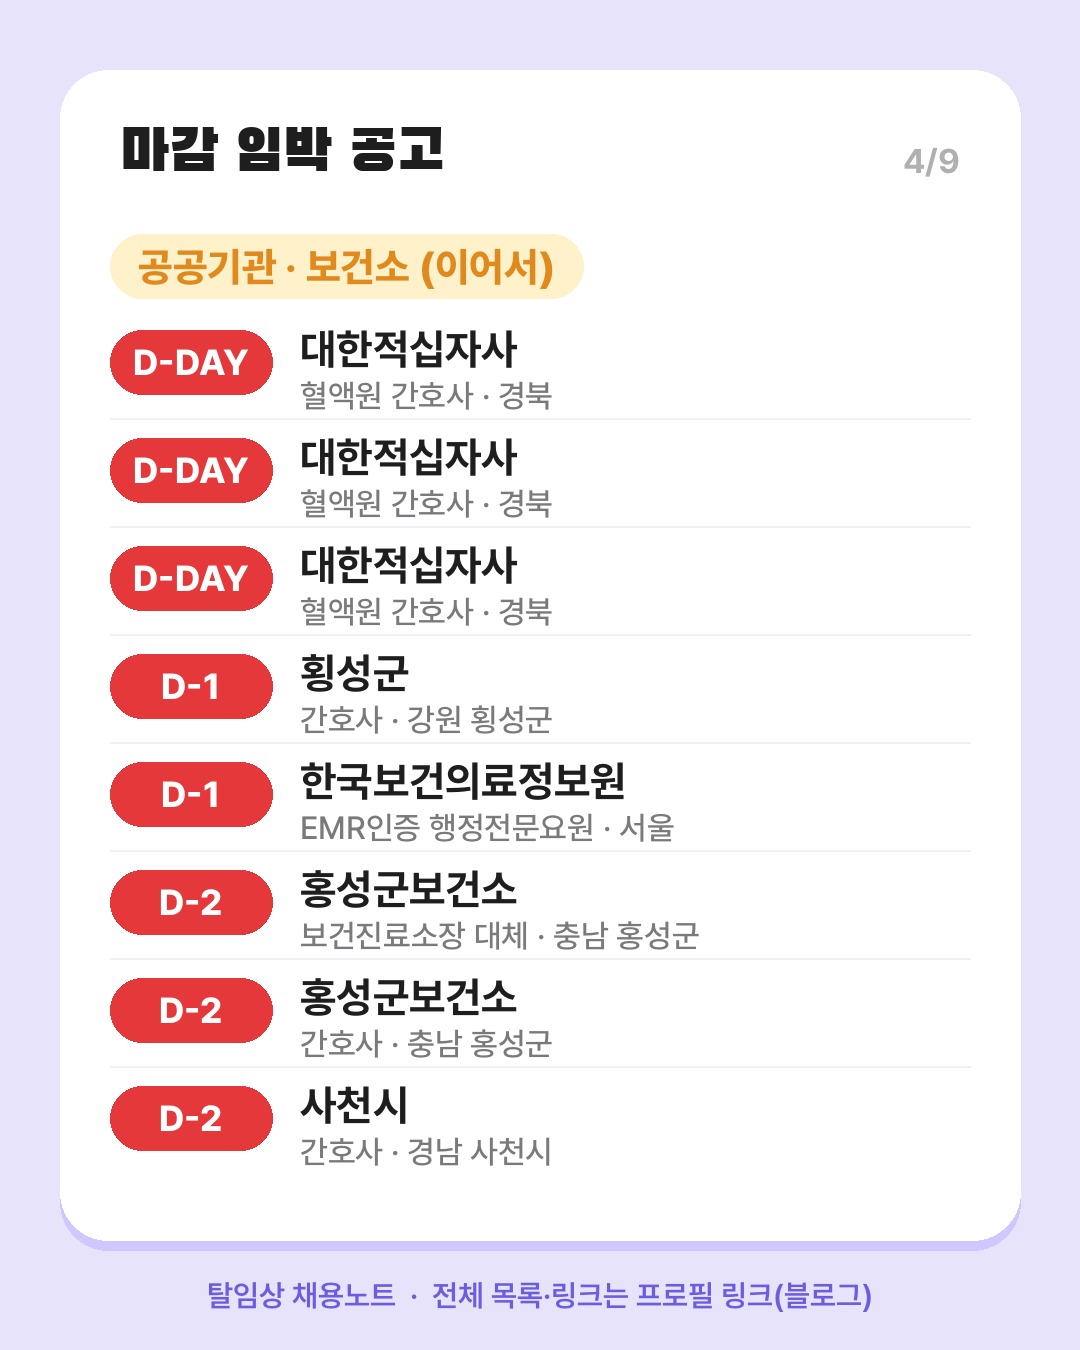 마감 임박 공고
4/9
공공기관 · 보건소 (이어서)
D-DAY
대한적십자사
혈액원 간호사 · 경북
D-DAY
대한적십자사
혈액원 간호사 · 경북
D-DAY
대한적십자사
혈액원 간호사 · 경북
D-1
횡성군
간호사 · 강원 횡성군
D-1
한국보건의료정보원
EMR인증 행정전문요원 · 서울
D-2
홍성군보건소
보건진료소장 대체 · 충남 홍성군
D-2
홍성군보건소
간호사 · 충남 홍성군
D-2
사천시
간호사 · 경남 사천시
탈임상 채용노트 · 전체 목록·링크는 프로필 링크(블로그)